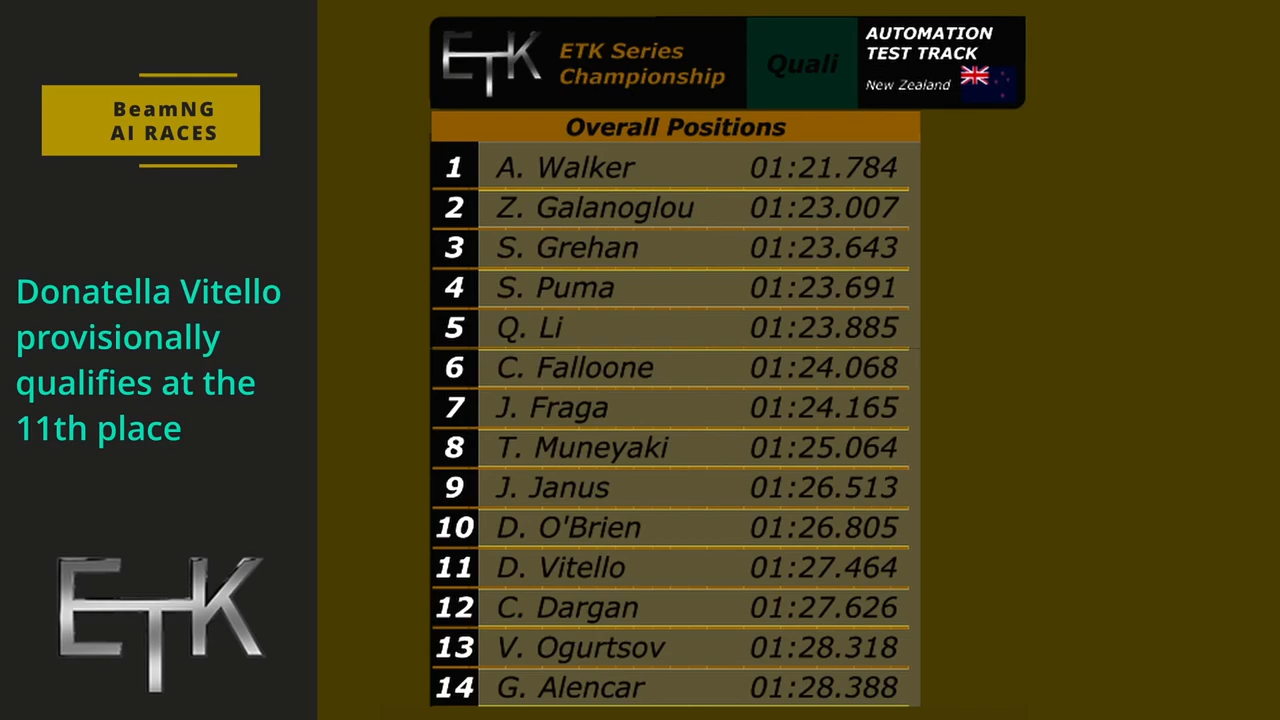 BeamNG
AI RACES
Donatella Vitello
provisionally
qualifies at the
11th place
ETK
ETK
ETK Series
Championship
Quali
AUTOMATION
TEST TRACK
New Zealand
Overall Positions
1 A. Walker 01:21.784
2 Z. Galanoglou 01:23.007
3 S. Grehan 01:23.643
4 S. Puma 01:23.691
5 Q. Li 01:23.885
6 C. Falloone 01:24.068
7 J. Fraga 01:24.165
8 T. Muneyaki 01:25.064
9 J. Janus 01:26.513
10 D. O'Brien 01:26.805
11 D. Vitello 01:27.464
12 C. Dargan 01:27.626
13 V. Ogurtsov 01:28.318
14 G. Alencar 01:28.388